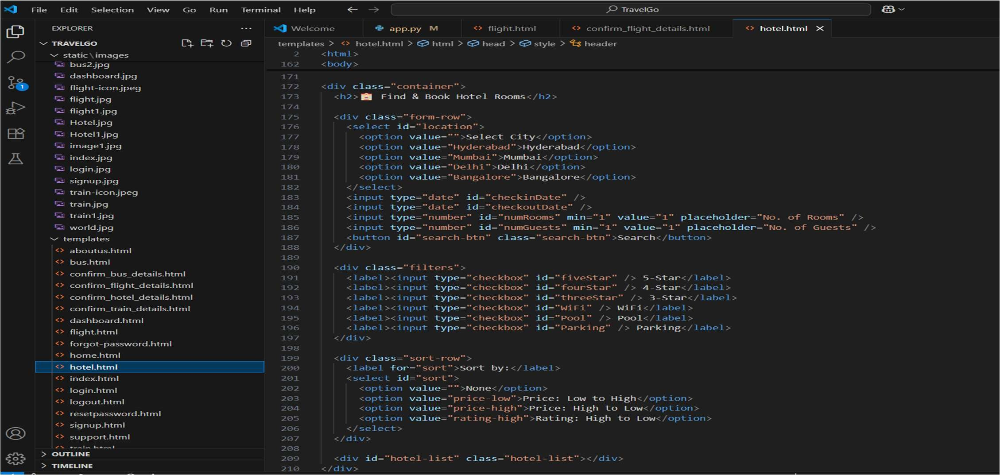 File Edit Selection View Go Run Terminal Help
TravelGo
EXPLORER
TRAVELGO
static\images
bus2.jpg
dashboard.jpg
flight-icon.jpeg
flight.jpg
flight1.jpg
Hotel.jpg
Hotel1.jpg
image1.jpg
index.jpg
login.jpg
signup.jpg
train-icon.jpeg
train.jpg
train1.jpg
world.jpg
templates
aboutus.html
bus.html
confirm_bus_details.html
confirm_flight_details.html
confirm_hotel_details.html
confirm_train_details.html
dashboard.html
flight.html
forgot-password.html
home.html
hotel.html
index.html
login.html
logout.html
resetpassword.html
signup.html
support.html
train.html
OUTLINE
TIMELINE
1
Welcome app.py M flight.html confirm_flight_details.html hotel.html
templates > hotel.html > html > head > style > header
2 <html>
162 <body>
171
172 <div class="container">
173 <h2>🏨 Find & Book Hotel Rooms</h2>
174
175 <div class="form-row">
176 <select id="location">
177 <option value="">Select City</option>
178 <option value="Hyderabad">Hyderabad</option>
179 <option value="Mumbai">Mumbai</option>
180 <option value="Delhi">Delhi</option>
181 <option value="Bangalore">Bangalore</option>
182 </select>
183 <input type="date" id="checkinDate" />
184 <input type="date" id="checkoutDate" />
185 <input type="number" id="numRooms" min="1" value="1" placeholder="No. of Rooms" />
186 <input type="number" id="numGuests" min="1" value="1" placeholder="No. of Guests" />
187 <button id="search-btn" class="search-btn">Search</button>
188 </div>
189
190 <div class="filters">
191 <label><input type="checkbox" id="fiveStar" /> 5-Star</label>
192 <label><input type="checkbox" id="fourStar" /> 4-Star</label>
193 <label><input type="checkbox" id="threeStar" /> 3-Star</label>
194 <label><input type="checkbox" id="WiFi" /> WiFi</label>
195 <label><input type="checkbox" id="Pool" /> Pool</label>
196 <label><input type="checkbox" id="Parking" /> Parking</label>
197 </div>
198
199 <div class="sort-row">
200 <label for="sort">Sort by:</label>
201 <select id="sort">
202 <option value="">None</option>
203 <option value="price-low">Price: Low to High</option>
204 <option value="price-high">Price: High to Low</option>
205 <option value="rating-high">Rating: High to Low</option>
206 </select>
207 </div>
208
209 <div id="hotel-list" class="hotel-list"></div>
210 </div>